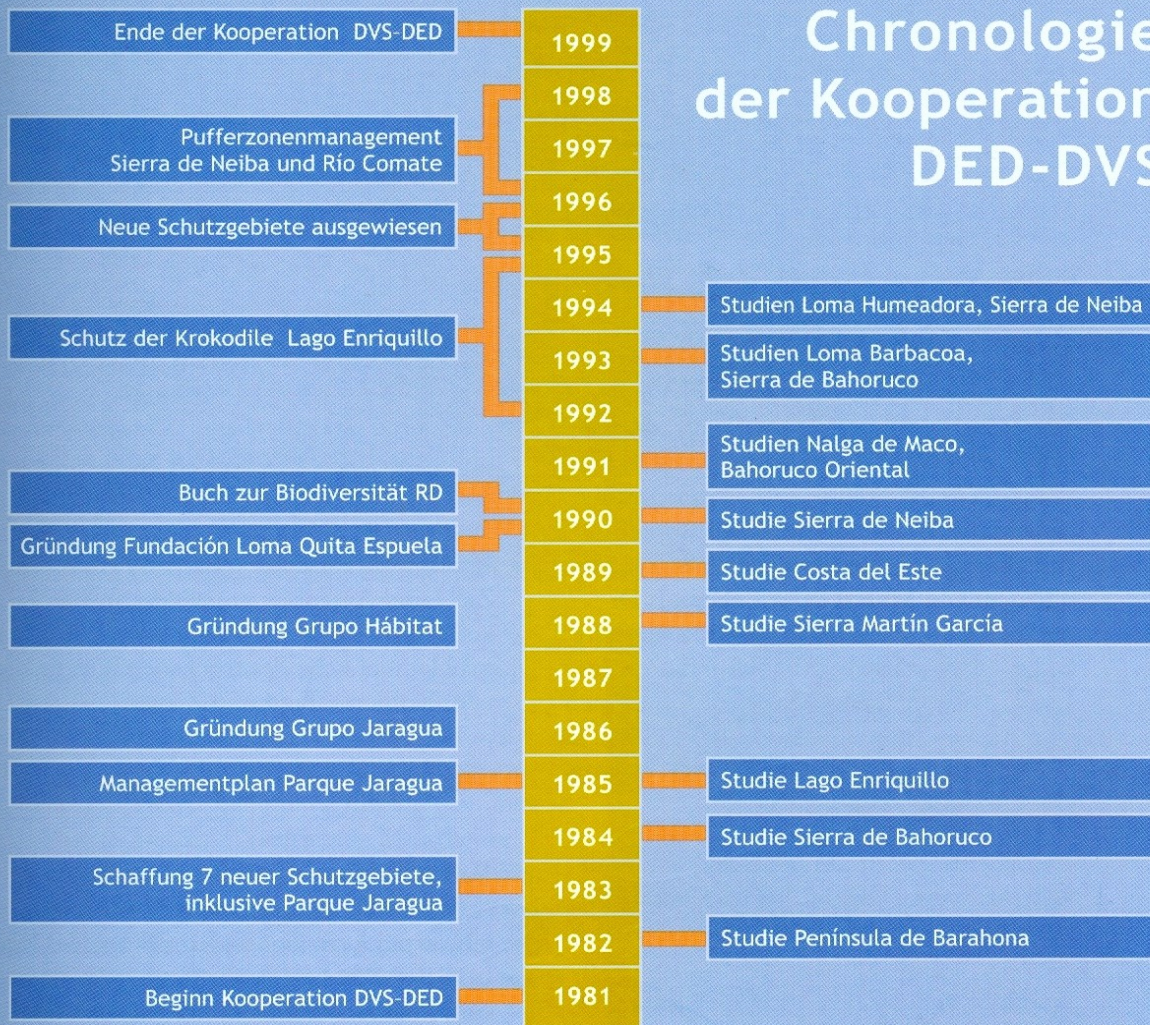 Chronologie
der Kooperation
DED-DVS
Ende der Kooperation DVS-DED
1999
1998
Pufferzonenmanagement
Sierra de Neiba und Río Comate
1997
1996
Neue Schutzgebiete ausgewiesen
1995
1994
Studien Loma Humeadora, Sierra de Neiba
Schutz der Krokodile Lago Enriquillo
1993
Studien Loma Barbacoa,
Sierra de Bahoruco
1992
1991
Studien Nalga de Maco,
Bahoruco Oriental
Buch zur Biodiversität RD
1990
Studie Sierra de Neiba
Gründung Fundación Loma Quita Espuela
1989
Studie Costa del Este
Gründung Grupo Hábitat
1988
Studie Sierra Martín García
1987
Gründung Grupo Jaragua
1986
Managementplan Parque Jaragua
1985
Studie Lago Enriquillo
1984
Studie Sierra de Bahoruco
Schaffung 7 neuer Schutzgebiete,
inklusive Parque Jaragua
1983
1982
Studie Península de Barahona
Beginn Kooperation DVS-DED
1981